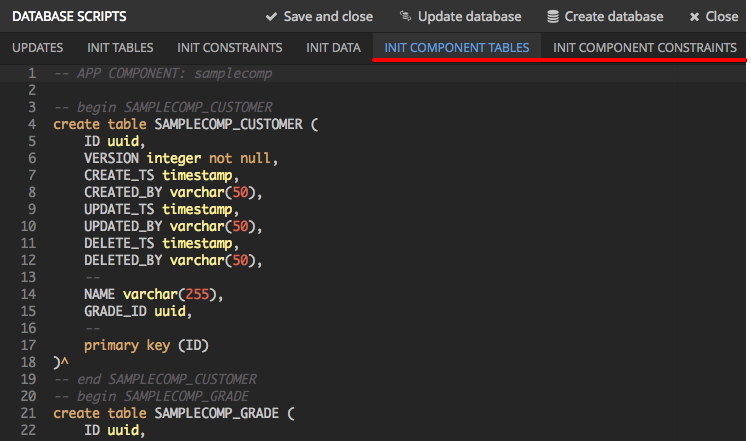 DATABASE SCRIPTS Save and close Update database Create database Close
UPDATES INIT TABLES INIT CONSTRAINTS INIT DATA INIT COMPONENT TABLES INIT COMPONENT CONSTRAINTS
1 -- APP COMPONENT: samplecomp
2
3 -- begin SAMPLECOMP_CUSTOMER
4 create table SAMPLECOMP_CUSTOMER (
5 ID uuid,
6 VERSION integer not null,
7 CREATE_TS timestamp,
8 CREATED_BY varchar(50),
9 UPDATE_TS timestamp,
10 UPDATED_BY varchar(50),
11 DELETE_TS timestamp,
12 DELETED_BY varchar(50),
13 --
14 NAME varchar(255),
15 GRADE_ID uuid,
16 --
17 primary key (ID)
18 )^
19 -- end SAMPLECOMP_CUSTOMER
20 -- begin SAMPLECOMP_GRADE
21 create table SAMPLECOMP_GRADE (
22 ID uuid,